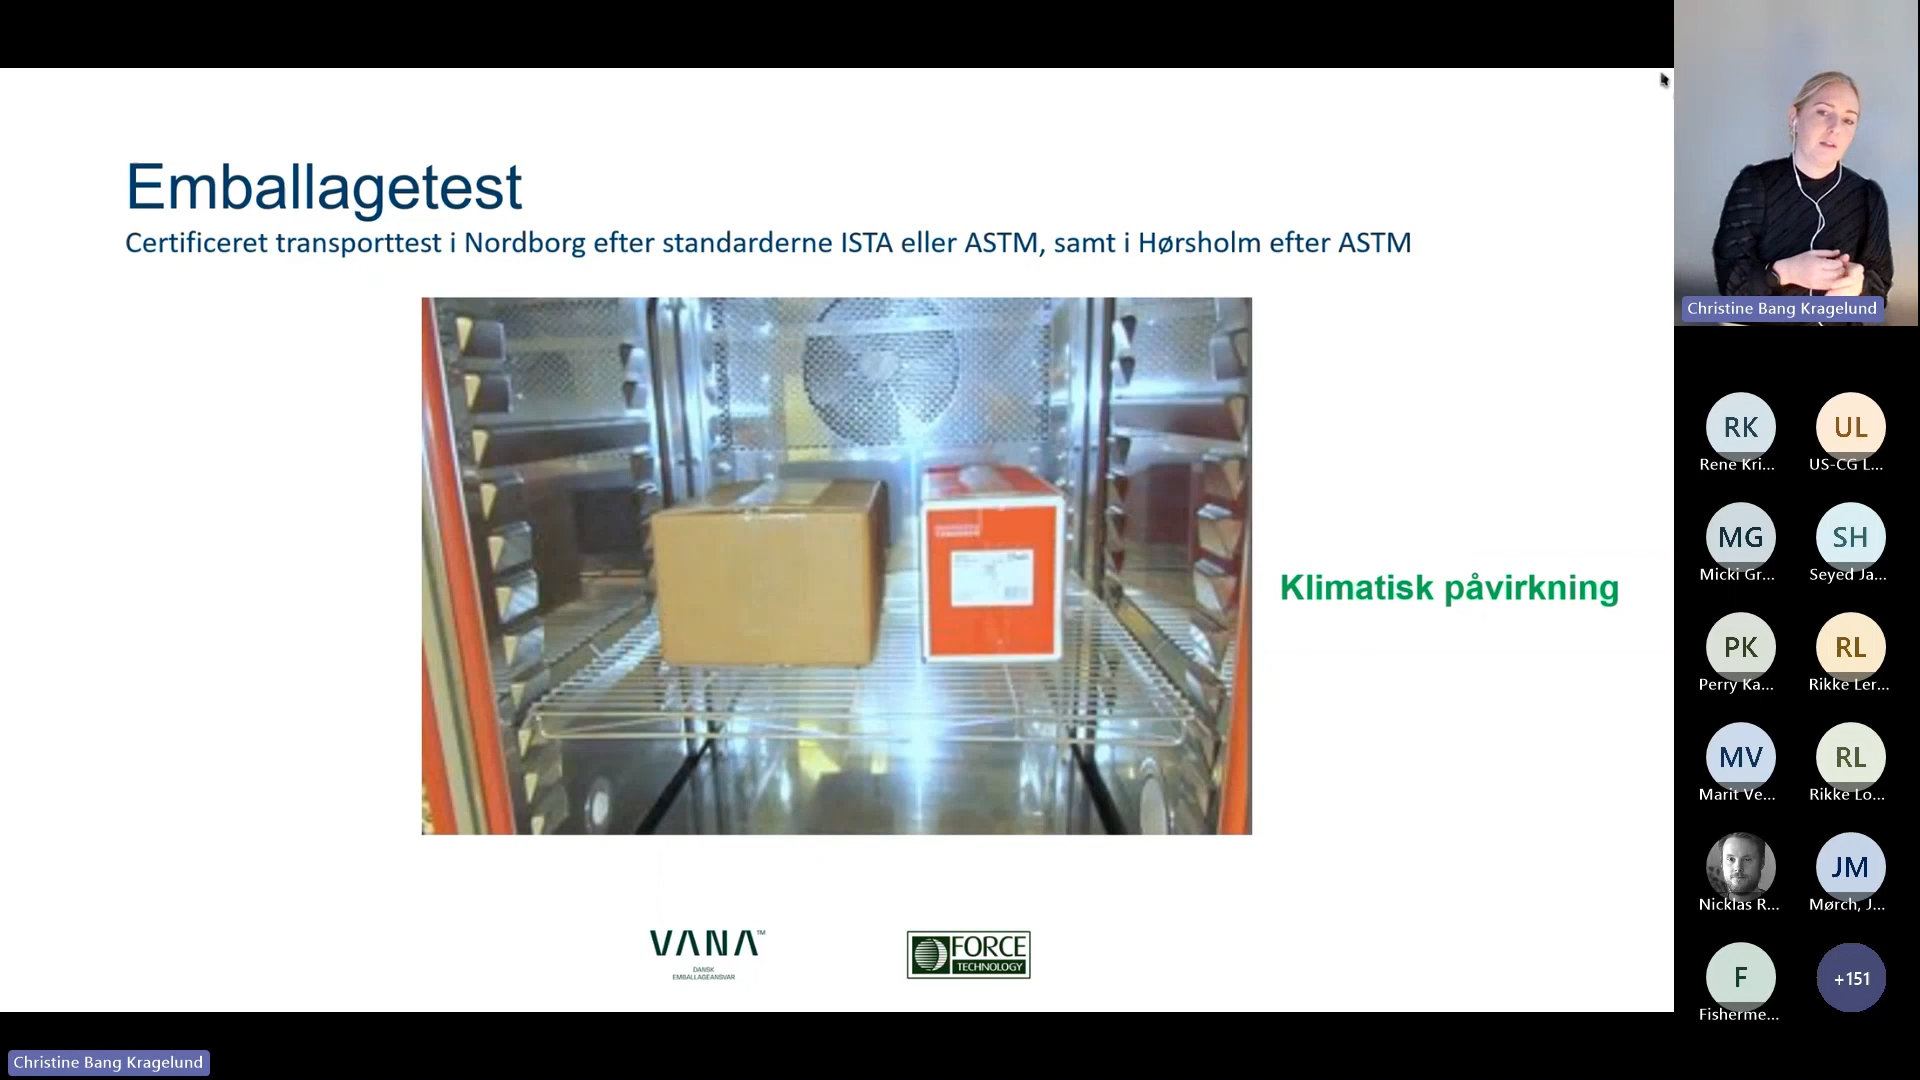 Emballagetest
Certificeret transporttest i Nordborg efter standarderne ISTA eller ASTM, samt i Hørsholm efter ASTM
Klimatisk påvirkning
VANA™
DANSK
EMBALLAGEANSVAR
FORCE
TECHNOLOGY
Christine Bang Kragelund
RK
Rene Kri...
UL
US-CG L...
MG
Micki Gr...
SH
Seyed Ja...
PK
Perry Ka...
RL
Rikke Ler...
MV
Marit Ve...
RL
Rikke Lo...
Nicklas R...
JM
Mørch, J...
F
Fisherme...
+151
Christine Bang Kragelund